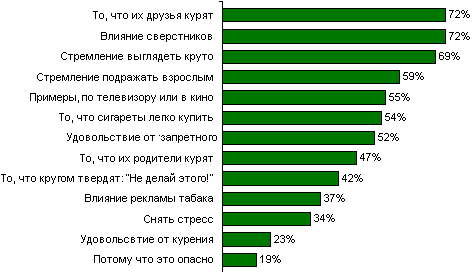 То, что их друзья курят 72%
Влияние сверстников 72%
Стремление выглядеть круто 69%
Стремление подражать взрослым 59%
Примеры, по телевизору или в кино 55%
То, что сигареты легко купить 54%
Удовольствие от запретного 52%
То, что их родители курят 47%
То, что кругом твердят: "Не делай этого!" 42%
Влияние рекламы табака 37%
Снять стресс 34%
Удовольсвтие от курения 23%
Потому что это опасно 19%